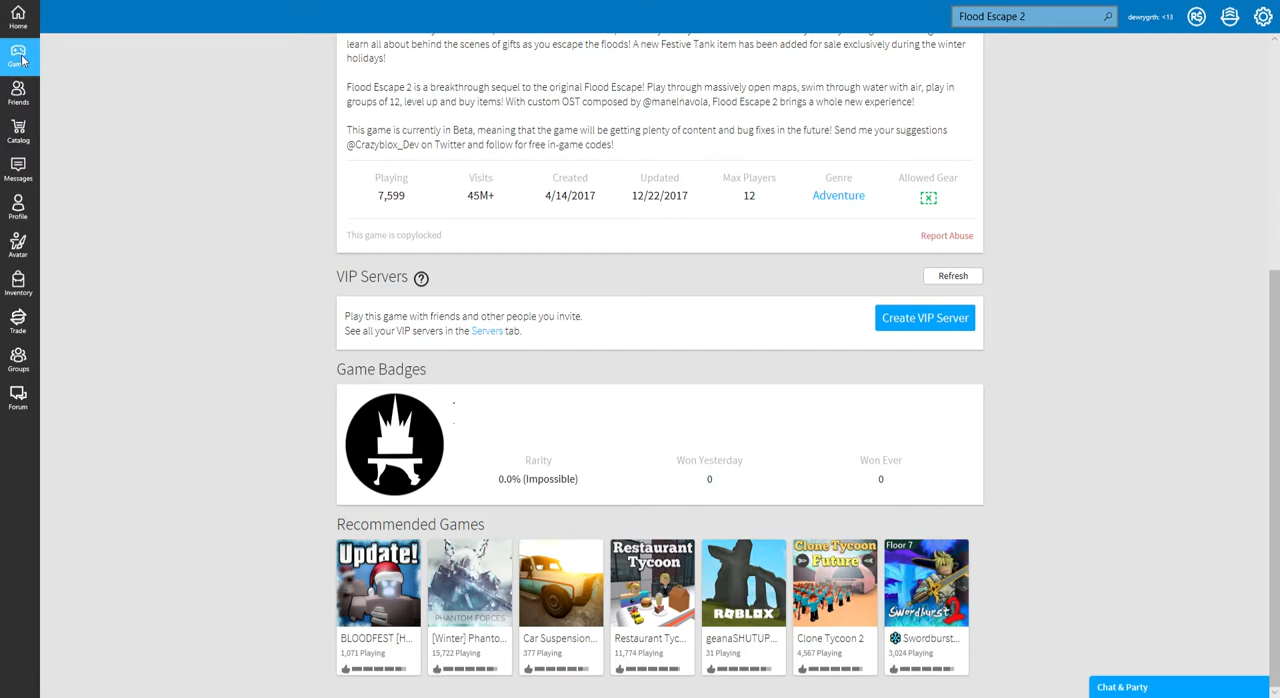 Home
Flood Escape 2
dewrygrth: <13
R$
Friends
Catalog
Messages
Profile
Avatar
Inventory
Trade
Groups
Forum
learn all about behind the scenes of gifts as you escape the floods! A new Festive Tank item has been added for sale exclusively during the winter
holidays!
Flood Escape 2 is a breakthrough sequel to the original Flood Escape! Play through massively open maps, swim through water with air, play in
groups of 12, level up and buy items! With custom OST composed by @manelnavola, Flood Escape 2 brings a whole new experience!
This game is currently in Beta, meaning that the game will be getting plenty of content and bug fixes in the future! Send me your suggestions
@Crazyblox_Dev on Twitter and follow for free in-game codes!
Playing Visits Created Updated Max Players Genre Allowed Gear
7,599 45M+ 4/14/2017 12/22/2017 12 Adventure
This game is copylocked Report Abuse
VIP Servers ? Refresh
Play this game with friends and other people you invite.
See all your VIP servers in the Servers tab.
Create VIP Server
Game Badges
.
.
Rarity Won Yesterday Won Ever
0.0% (Impossible) 0 0
Recommended Games
Update!
PHANTOM FORCES
Restaurant
Tycoon
ROBLOX
Clone Tycoon
Future
Floor 7
Swordburst
2
BLOODFEST [H... [Winter] Phanto... Car Suspension... Restaurant Tyc... geanaSHUTUP... Clone Tycoon 2 Swordburst...
1,071 Playing 15,722 Playing 377 Playing 11,774 Playing 31 Playing 4,567 Playing 3,024 Playing
Chat & Party